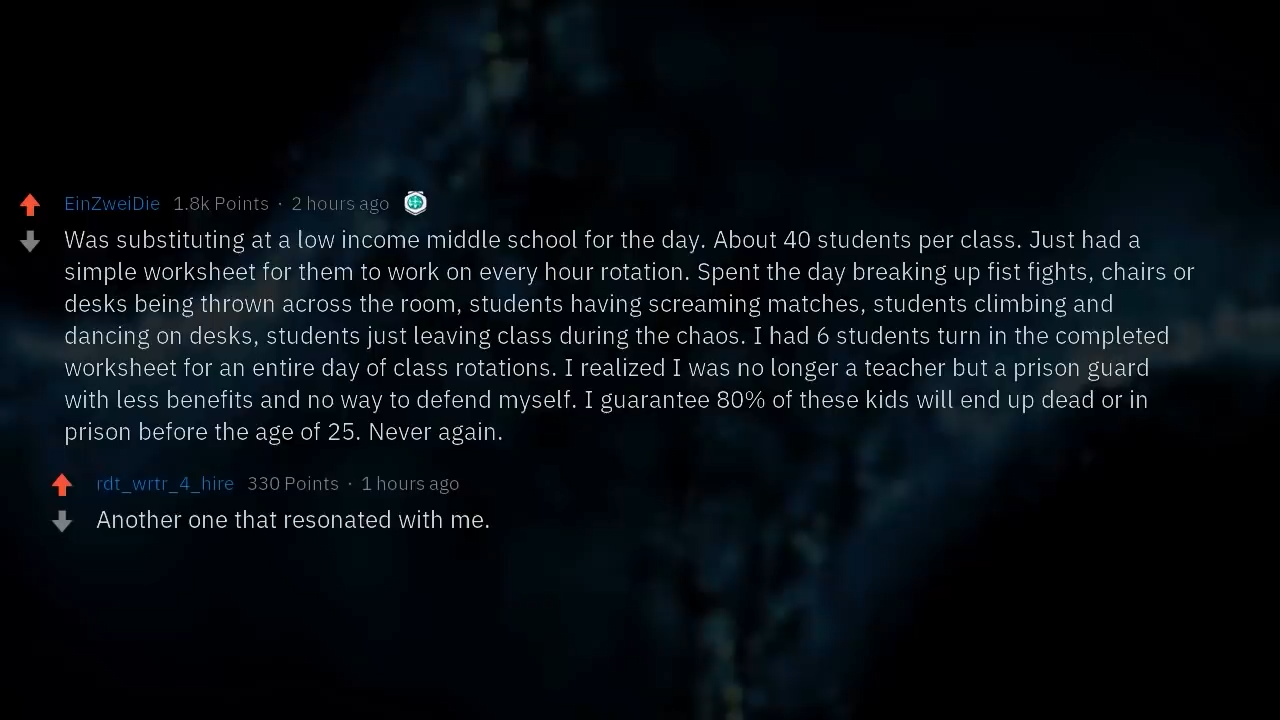 EinZweiDie 1.8k Points · 2 hours ago
Was substituting at a low income middle school for the day. About 40 students per class. Just had a
simple worksheet for them to work on every hour rotation. Spent the day breaking up fist fights, chairs or
desks being thrown across the room, students having screaming matches, students climbing and
dancing on desks, students just leaving class during the chaos. I had 6 students turn in the completed
worksheet for an entire day of class rotations. I realized I was no longer a teacher but a prison guard
with less benefits and no way to defend myself. I guarantee 80% of these kids will end up dead or in
prison before the age of 25. Never again.
rdt_wrtr_4_hire 330 Points · 1 hours ago
Another one that resonated with me.